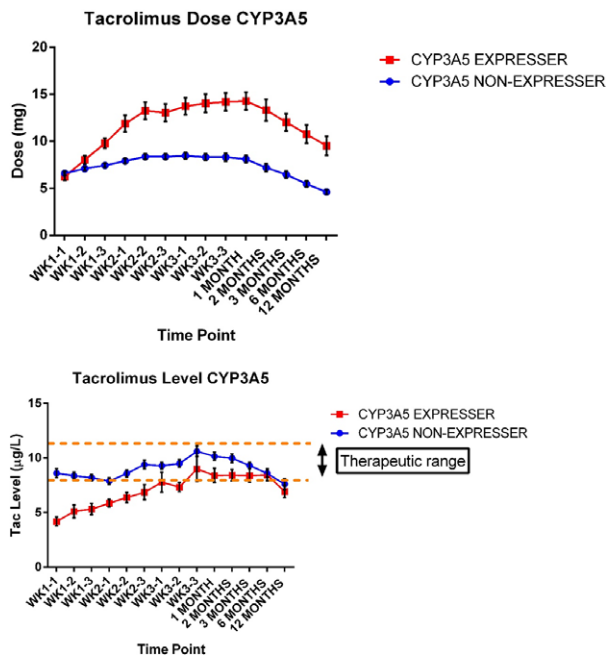 Tacrolimus Dose CYP3A5
20
15
10
5
0
Dose (mg)
CYP3A5 EXPRESSER
CYP3A5 NON-EXPRESSER
WK1-1
WK1-2
WK1-3
WK2-1
WK2-2
WK2-3
WK3-1
WK3-2
WK3-3
1 MONTH
2 MONTHS
3 MONTHS
6 MONTHS
12 MONTHS
Time Point
Tacrolimus Level CYP3A5
15
10
5
0
Tac Level (µg/L)
CYP3A5 EXPRESSER
CYP3A5 NON-EXPRESSER
Therapeutic range
WK1-1
WK1-2
WK1-3
WK2-1
WK2-2
WK2-3
WK3-1
WK3-2
WK3-3
1 MONTH
2 MONTHS
3 MONTHS
6 MONTHS
12 MONTHS
Time Point